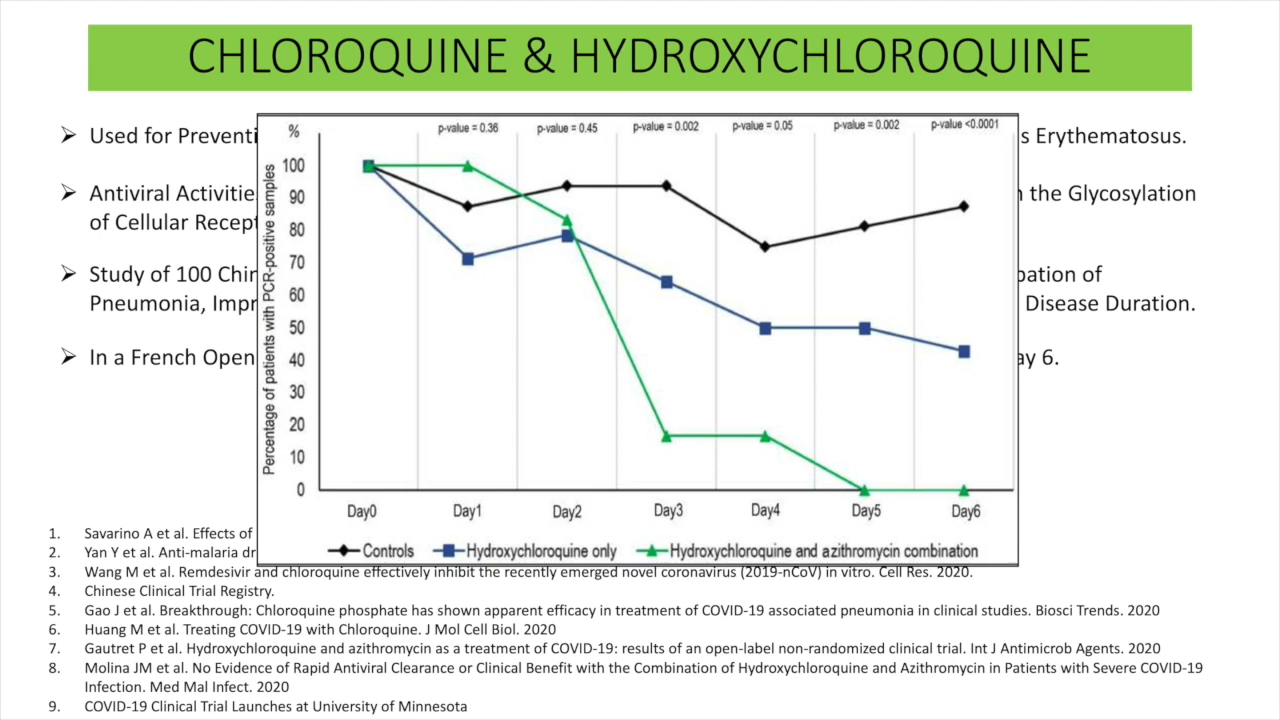 CHLOROQUINE & HYDROXYCHLOROQUINE
Used for Preventi
s Erythematosus.
Antiviral Activitie
the Glycosylation
of Cellular Recept
Study of 100 Chin
bation of
Pneumonia, Impr
Disease Duration.
In a French Open
ay 6.
%
p-value = 0.36
p-value = 0.45
p-value = 0.002
p-value = 0.05
p-value = 0.002
p-value <0.0001
Percentage of patients with PCR-positive samples
100
90
80
70
60
50
40
30
20
10
0
Day0
Day1
Day2
Day3
Day4
Day5
Day6
Controls
Hydroxychloroquine only
Hydroxychloroquine and azithromycin combination
1. Savarino A et al. Effects of
2. Yan Y et al. Anti-malaria dr
3. Wang M et al. Remdesivir and chloroquine effectively inhibit the recently emerged novel coronavirus (2019-nCoV) in vitro. Cell Res. 2020.
4. Chinese Clinical Trial Registry.
5. Gao J et al. Breakthrough: Chloroquine phosphate has shown apparent efficacy in treatment of COVID-19 associated pneumonia in clinical studies. Biosci Trends. 2020
6. Huang M et al. Treating COVID-19 with Chloroquine. J Mol Cell Biol. 2020
7. Gautret P et al. Hydroxychloroquine and azithromycin as a treatment of COVID-19: results of an open-label non-randomized clinical trial. Int J Antimicrob Agents. 2020
8. Molina JM et al. No Evidence of Rapid Antiviral Clearance or Clinical Benefit with the Combination of Hydroxychloroquine and Azithromycin in Patients with Severe COVID-19
Infection. Med Mal Infect. 2020
9. COVID-19 Clinical Trial Launches at University of Minnesota